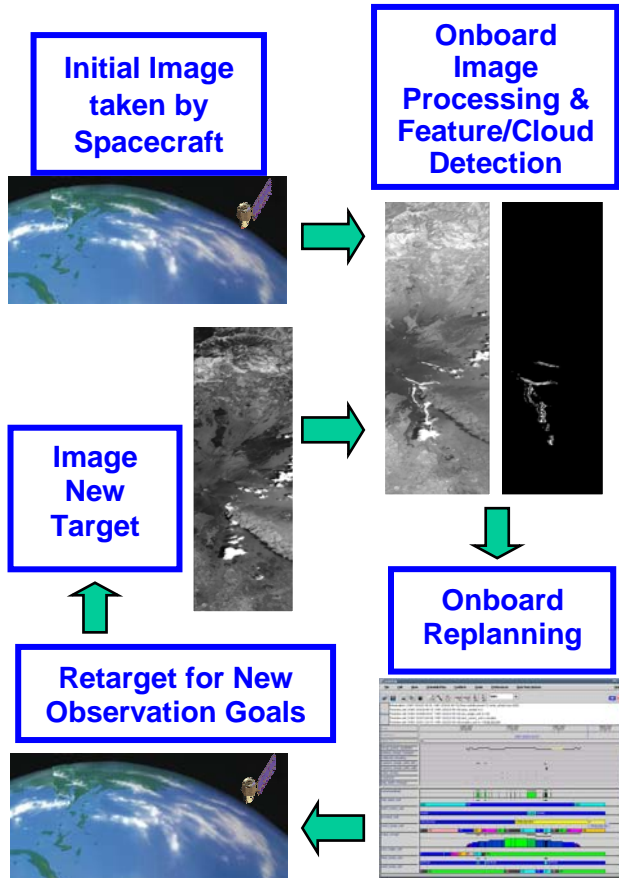 Initial Image
taken by
Spacecraft
Onboard
Image
Processing &
Feature/Cloud
Detection
Image
New
Target
Onboard
Replanning
Retarget for New
Observation Goals